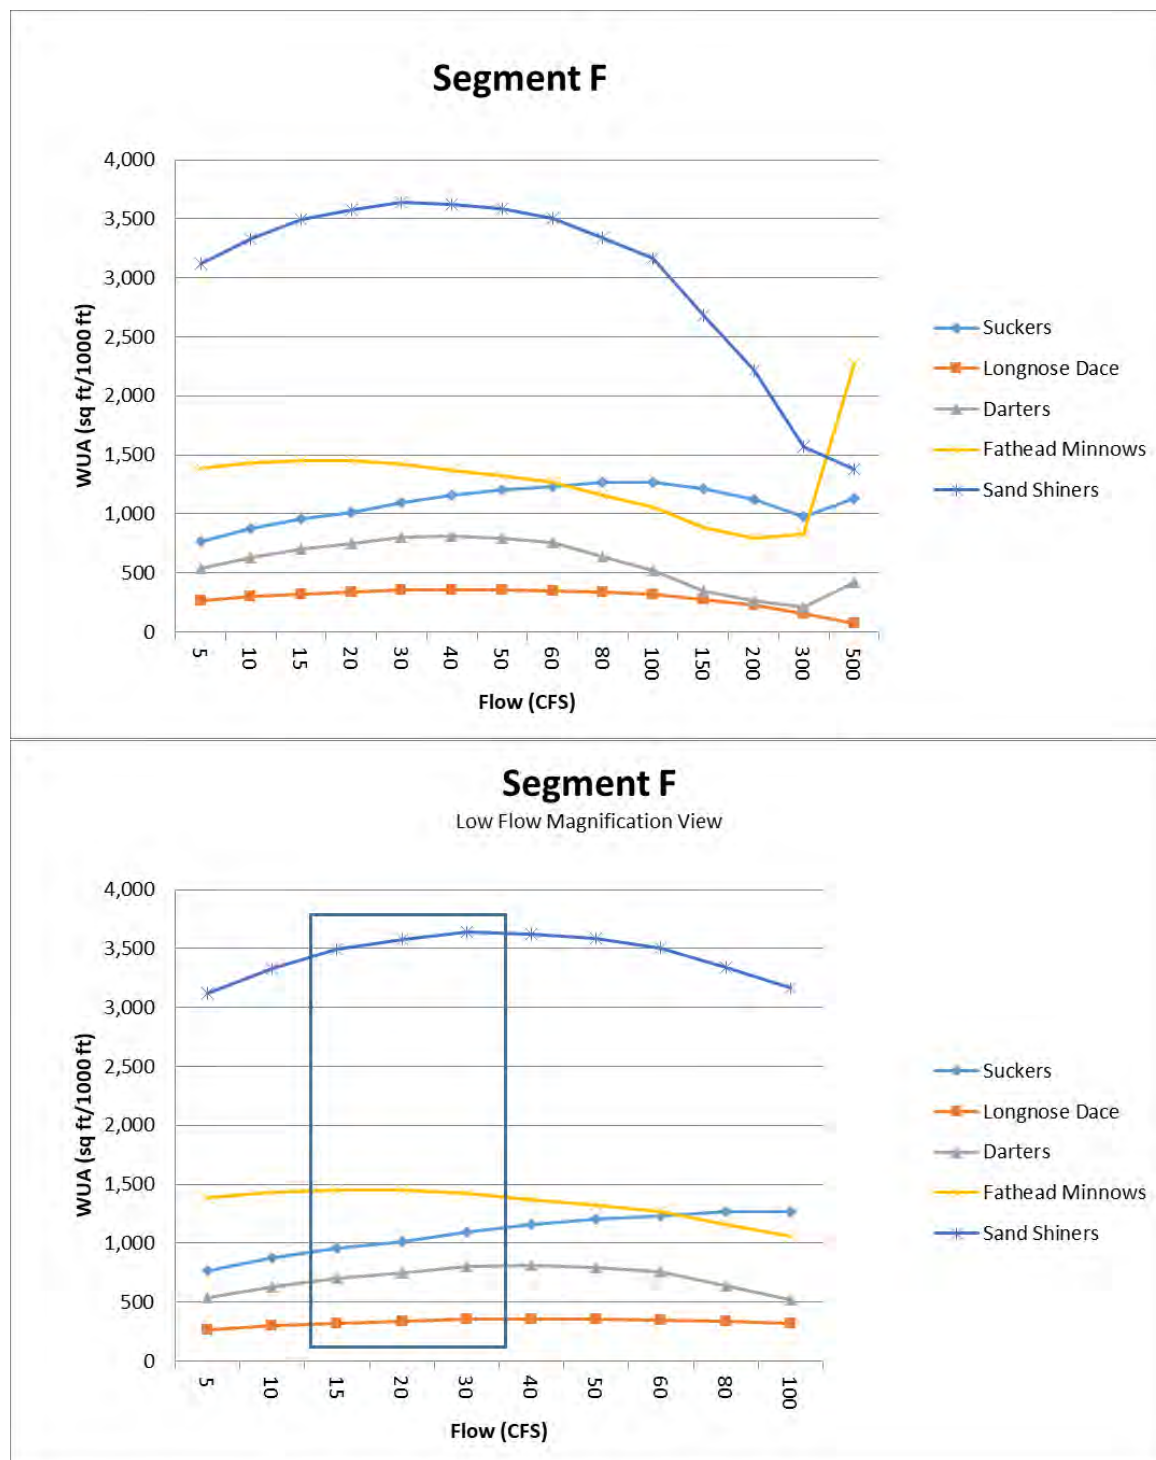 Segment F
4,000
3,500
3,000
2,500
2,000
1,500
1,000
500
0
WUA (sq ft/1000 ft)
5 10 15 20 30 40 50 60 80 100 150 200 300 500
Flow (CFS)
Suckers
Longnose Dace
Darters
Fathead Minnows
Sand Shiners
Segment F
Low Flow Magnification View
4,000
3,500
3,000
2,500
2,000
1,500
1,000
500
0
WUA (sq ft/1000 ft)
5 10 15 20 30 40 50 60 80 100
Flow (CFS)
Suckers
Longnose Dace
Darters
Fathead Minnows
Sand Shiners